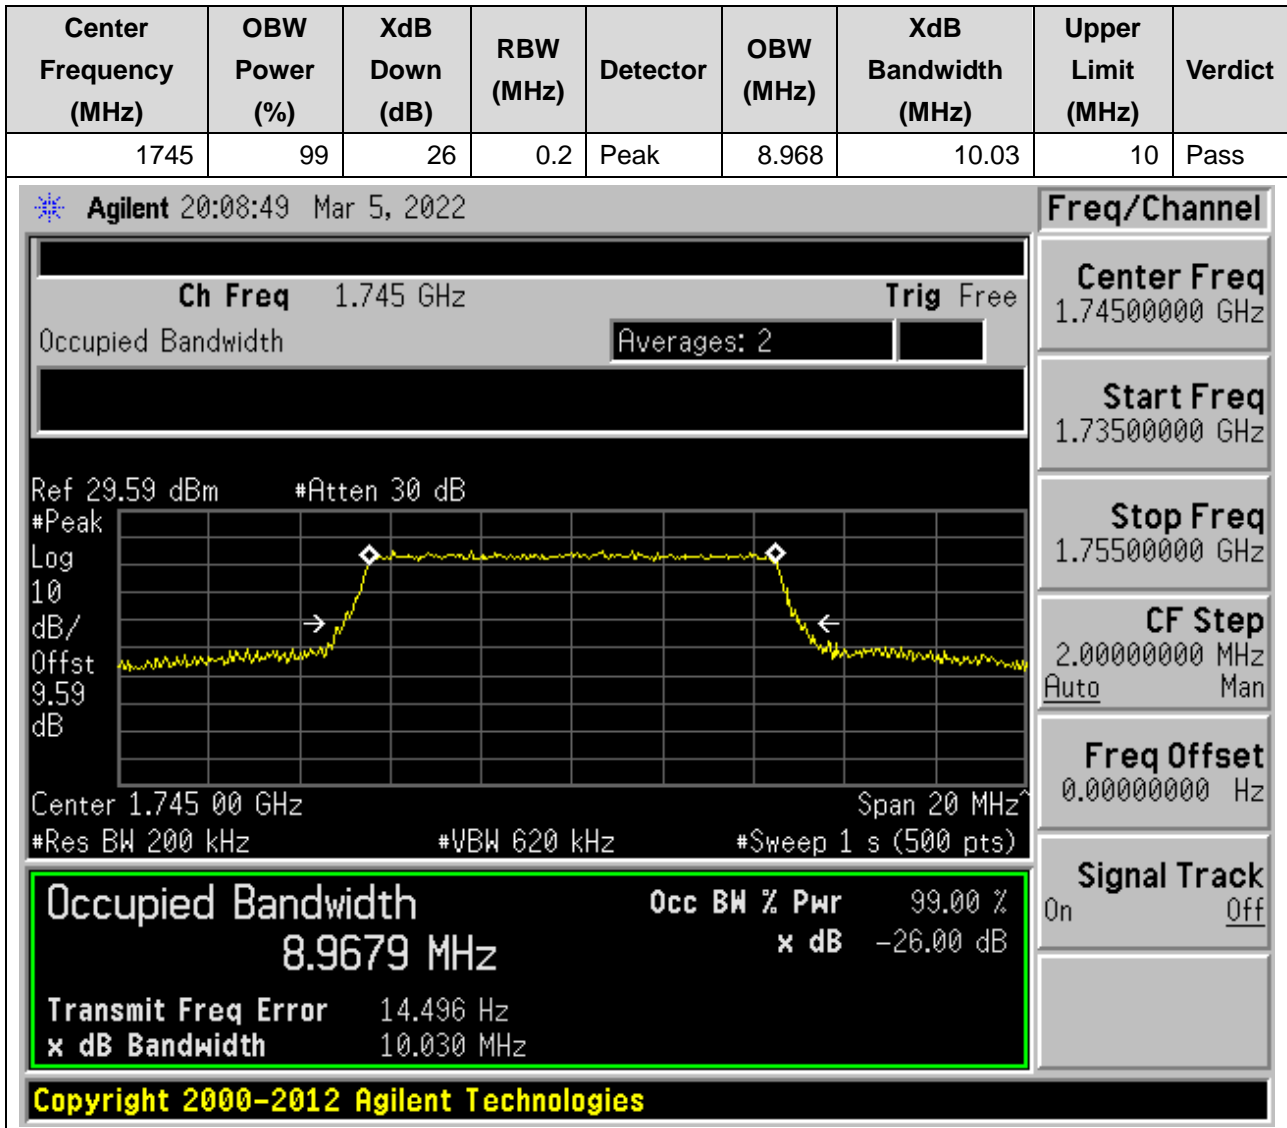 Center Frequency (MHz) OBW Power (%) XdB Down (dB) RBW (MHz) Detector OBW (MHz) XdB Bandwidth (MHz) Upper Limit (MHz) Verdict
1745 99 26 0.2 Peak 8.968 10.03 10 Pass
Agilent 20:08:49 Mar 5, 2022
Freq/Channel
Ch Freq 1.745 GHz Trig Free
Occupied Bandwidth Averages: 2
Ref 29.59 dBm #Atten 30 dB
#Peak
Log
10
dB/
Offst
9.59
dB
Center 1.745 00 GHz Span 20 MHz^
#Res BW 200 kHz #VBW 620 kHz #Sweep 1 s (500 pts)
Occupied Bandwidth Occ BW % Pwr 99.00 %
8.9679 MHz x dB -26.00 dB
Transmit Freq Error 14.496 Hz
x dB Bandwidth 10.030 MHz
Center Freq
1.74500000 GHz
Start Freq
1.73500000 GHz
Stop Freq
1.75500000 GHz
CF Step
2.00000000 MHz
Auto Man
Freq Offset
0.00000000 Hz
Signal Track
On Off
Copyright 2000-2012 Agilent Technologies